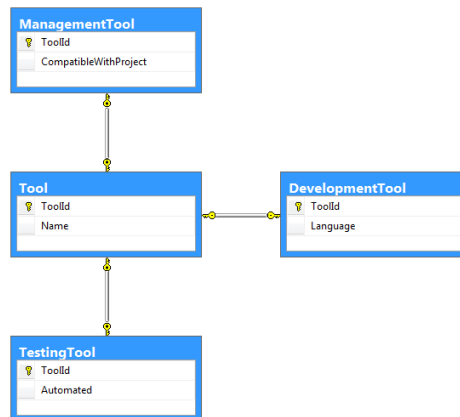 ManagementTool
ToolId
CompatibleWithProject
Tool
ToolId
Name
DevelopmentTool
ToolId
Language
TestingTool
ToolId
Automated